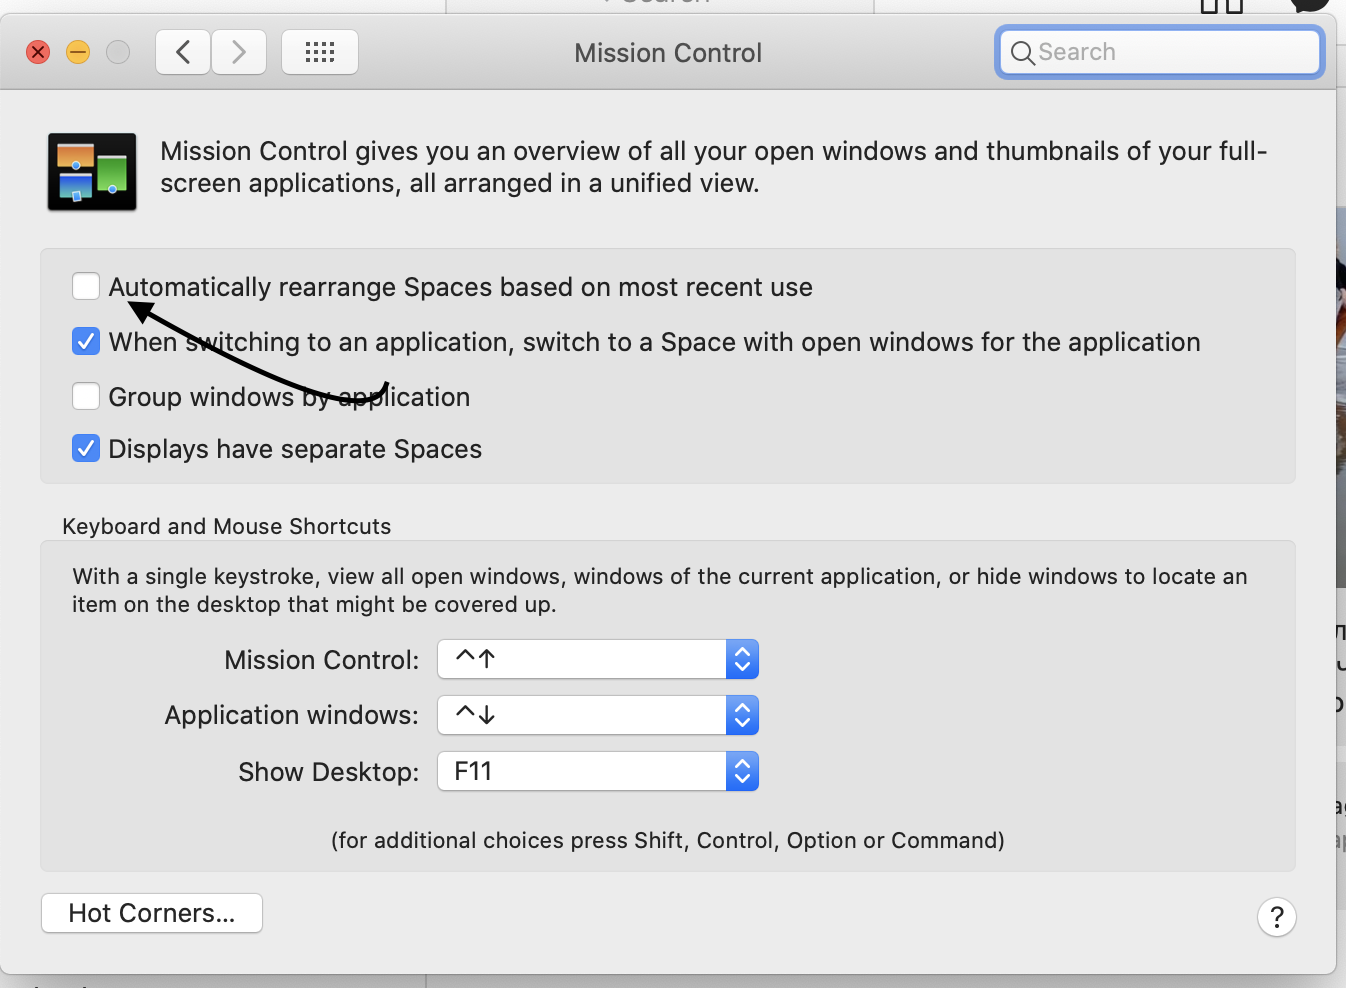 Mission Control
Search
Mission Control gives you an overview of all your open windows and thumbnails of your full-
screen applications, all arranged in a unified view.
Automatically rearrange Spaces based on most recent use
When switching to an application, switch to a Space with open windows for the application
Group windows by application
Displays have separate Spaces
Keyboard and Mouse Shortcuts
With a single keystroke, view all open windows, windows of the current application, or hide windows to locate an
item on the desktop that might be covered up.
Mission Control: ^↑
Application windows: ^↓
Show Desktop: F11
(for additional choices press Shift, Control, Option or Command)
Hot Corners...
?